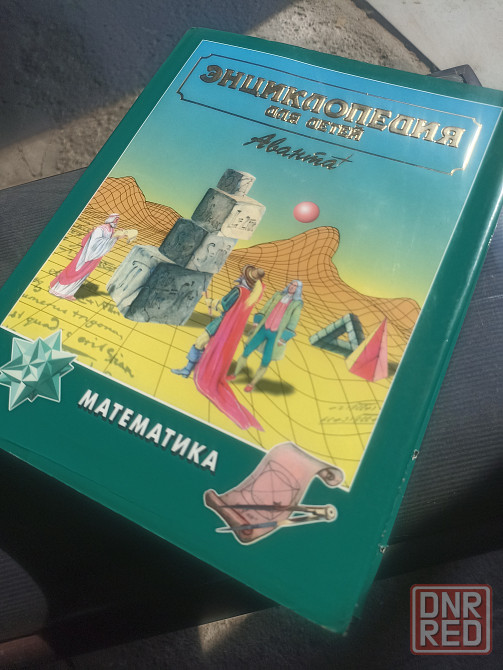 ЭНЦИКЛОПЕДИЯ
ДЛЯ ДЕТЕЙ
Аванта+
МАТЕМАТИКА
DNR
RED